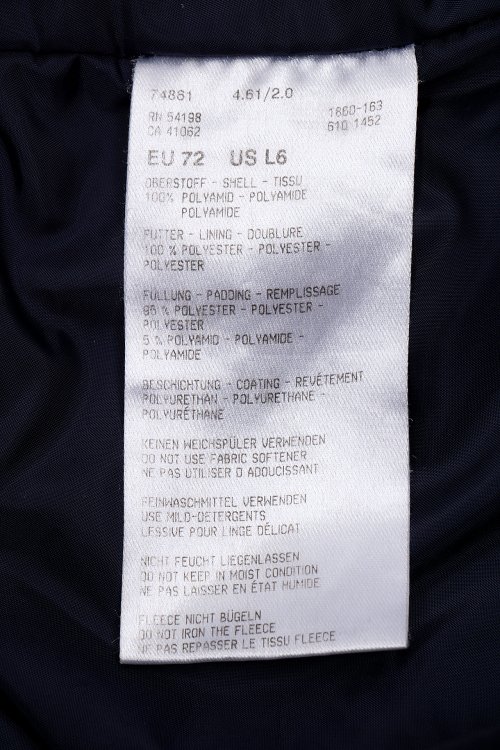 74881 4.61/2.0
RN 54198 1860-163
CA 41062 610 1452
EU 72 US L6
OBERSTOFF - SHELL - TISSU
100% POLYAMID - POLYAMIDE
POLYAMIDE
FUTTER - LINING - DOUBLURE
100 % POLYESTER - POLYESTER -
POLYESTER
FÜLLUNG - PADDING - REMPLISSAGE
POLYESTER - POLYESTER -
POLYESTER
5 % POLYAMID - POLYAMIDE -
POLYAMIDE
BESCHICHTUNG - COATING - REVÊTEMENT
POLYURETHAN - POLYURETHANE -
POLYURÉTHANE
KEINEN WEICHSPÜLER VERWENDEN
DO NOT USE FABRIC SOFTENER
NE PAS UTILISER D ADOUCISSANT
FEINWASCHMITTEL VERWENDEN
USE MILD-DETERGENTS
LESSIVE POUR LINGE DÉLICAT
NICHT FEUCHT LIEGENLASSEN
DO NOT KEEP IN MOIST CONDITION
NE PAS LAISSER EN ÉTAT HUMIDE
FLEECE NICHT BÜGELN
DO NOT IRON THE FLEECE
NE PAS REPASSER LE TISSU FLEECE